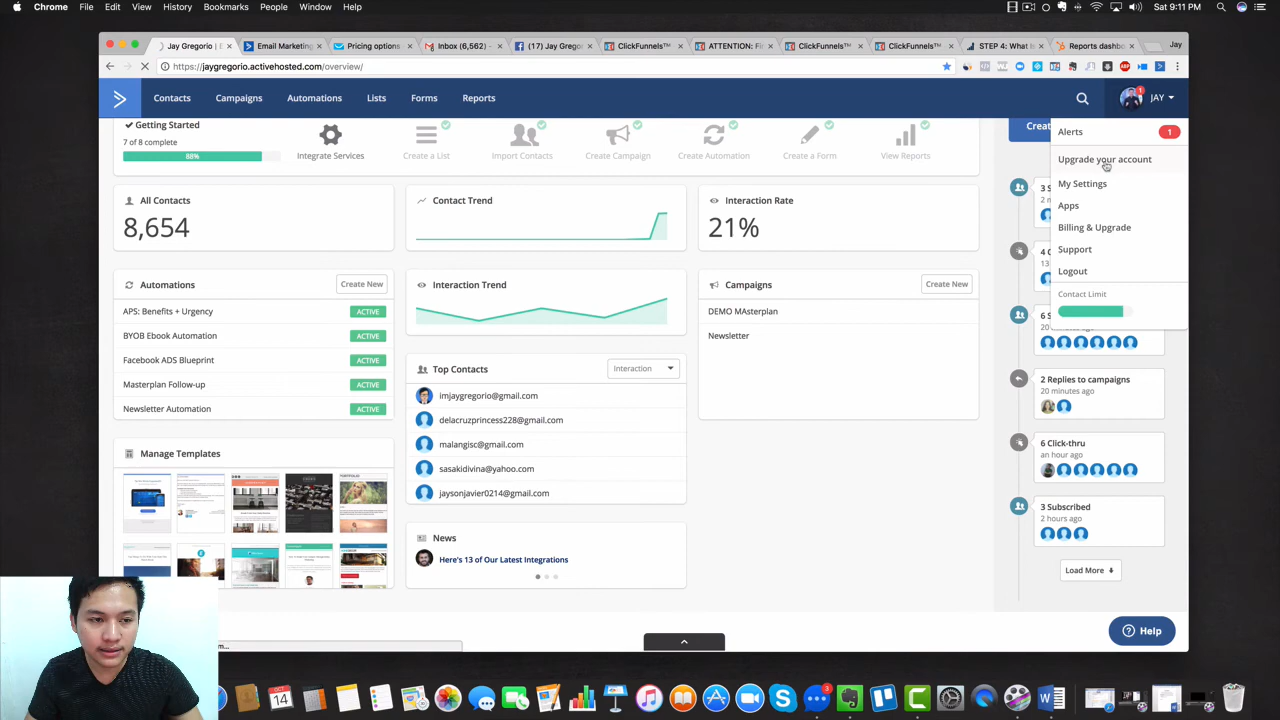 Chrome File Edit View History Bookmarks People Window Help
Sat 9:11 PM
Jay Gregorio | E
Email Marketing
Pricing options
Inbox (6,562) -
(17) Jay Grego
ClickFunnels™
ATTENTION: Fi
ClickFunnels™
ClickFunnels™
STEP 4: What Is
Reports dashb
Jay
https://jaygregorio.activehosted.com/overview/
Contacts Campaigns Automations Lists Forms Reports
1
JAY
Getting Started
7 of 8 complete
88%
Integrate Services
Create a List
Import Contacts
Create Campaign
Create Automation
Create a Form
View Reports
Creat
Alerts 1
Upgrade your account
My Settings
Apps
Billing & Upgrade
Support
Logout
Contact Limit
All Contacts
8,654
Contact Trend
Interaction Rate
21%
Automations Create New
APS: Benefits + Urgency ACTIVE
BYOB Ebook Automation ACTIVE
Facebook ADS Blueprint ACTIVE
Masterplan Follow-up ACTIVE
Newsletter Automation ACTIVE
Interaction Trend
Campaigns Create New
DEMO MAsterplan
Newsletter
Top Contacts Interaction
imjaygregorio@gmail.com
delacruzprincess228@gmail.com
malangisc@gmail.com
sasakidivina@yahoo.com
jaysonjavier0214@gmail.com
Manage Templates
News
Here's 13 of Our Latest Integrations
2 Replies to campaigns
20 minutes ago
6 Click-thru
an hour ago
3 Subscribed
2 hours ago
Load More
Help
3